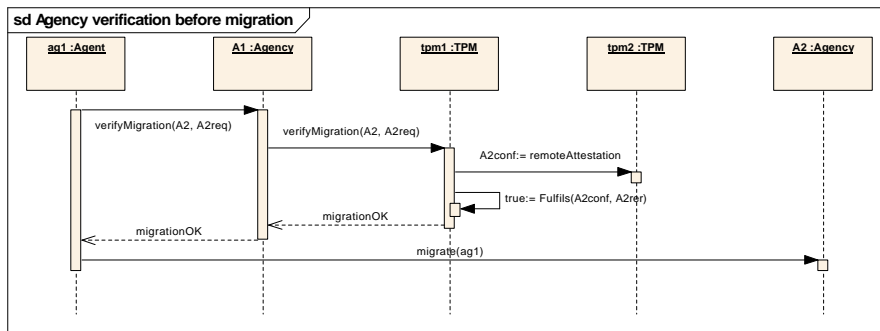 sd Agency verification before migration
ag1 :Agent
A1 :Agency
tpm1 :TPM
tpm2 :TPM
A2 :Agency
verifyMigration(A2, A2req)
verifyMigration(A2, A2req)
A2conf:= remoteAttestation
true:= Fulfils(A2conf, A2rer)
migrationOK
migrationOK
migrate(ag1)